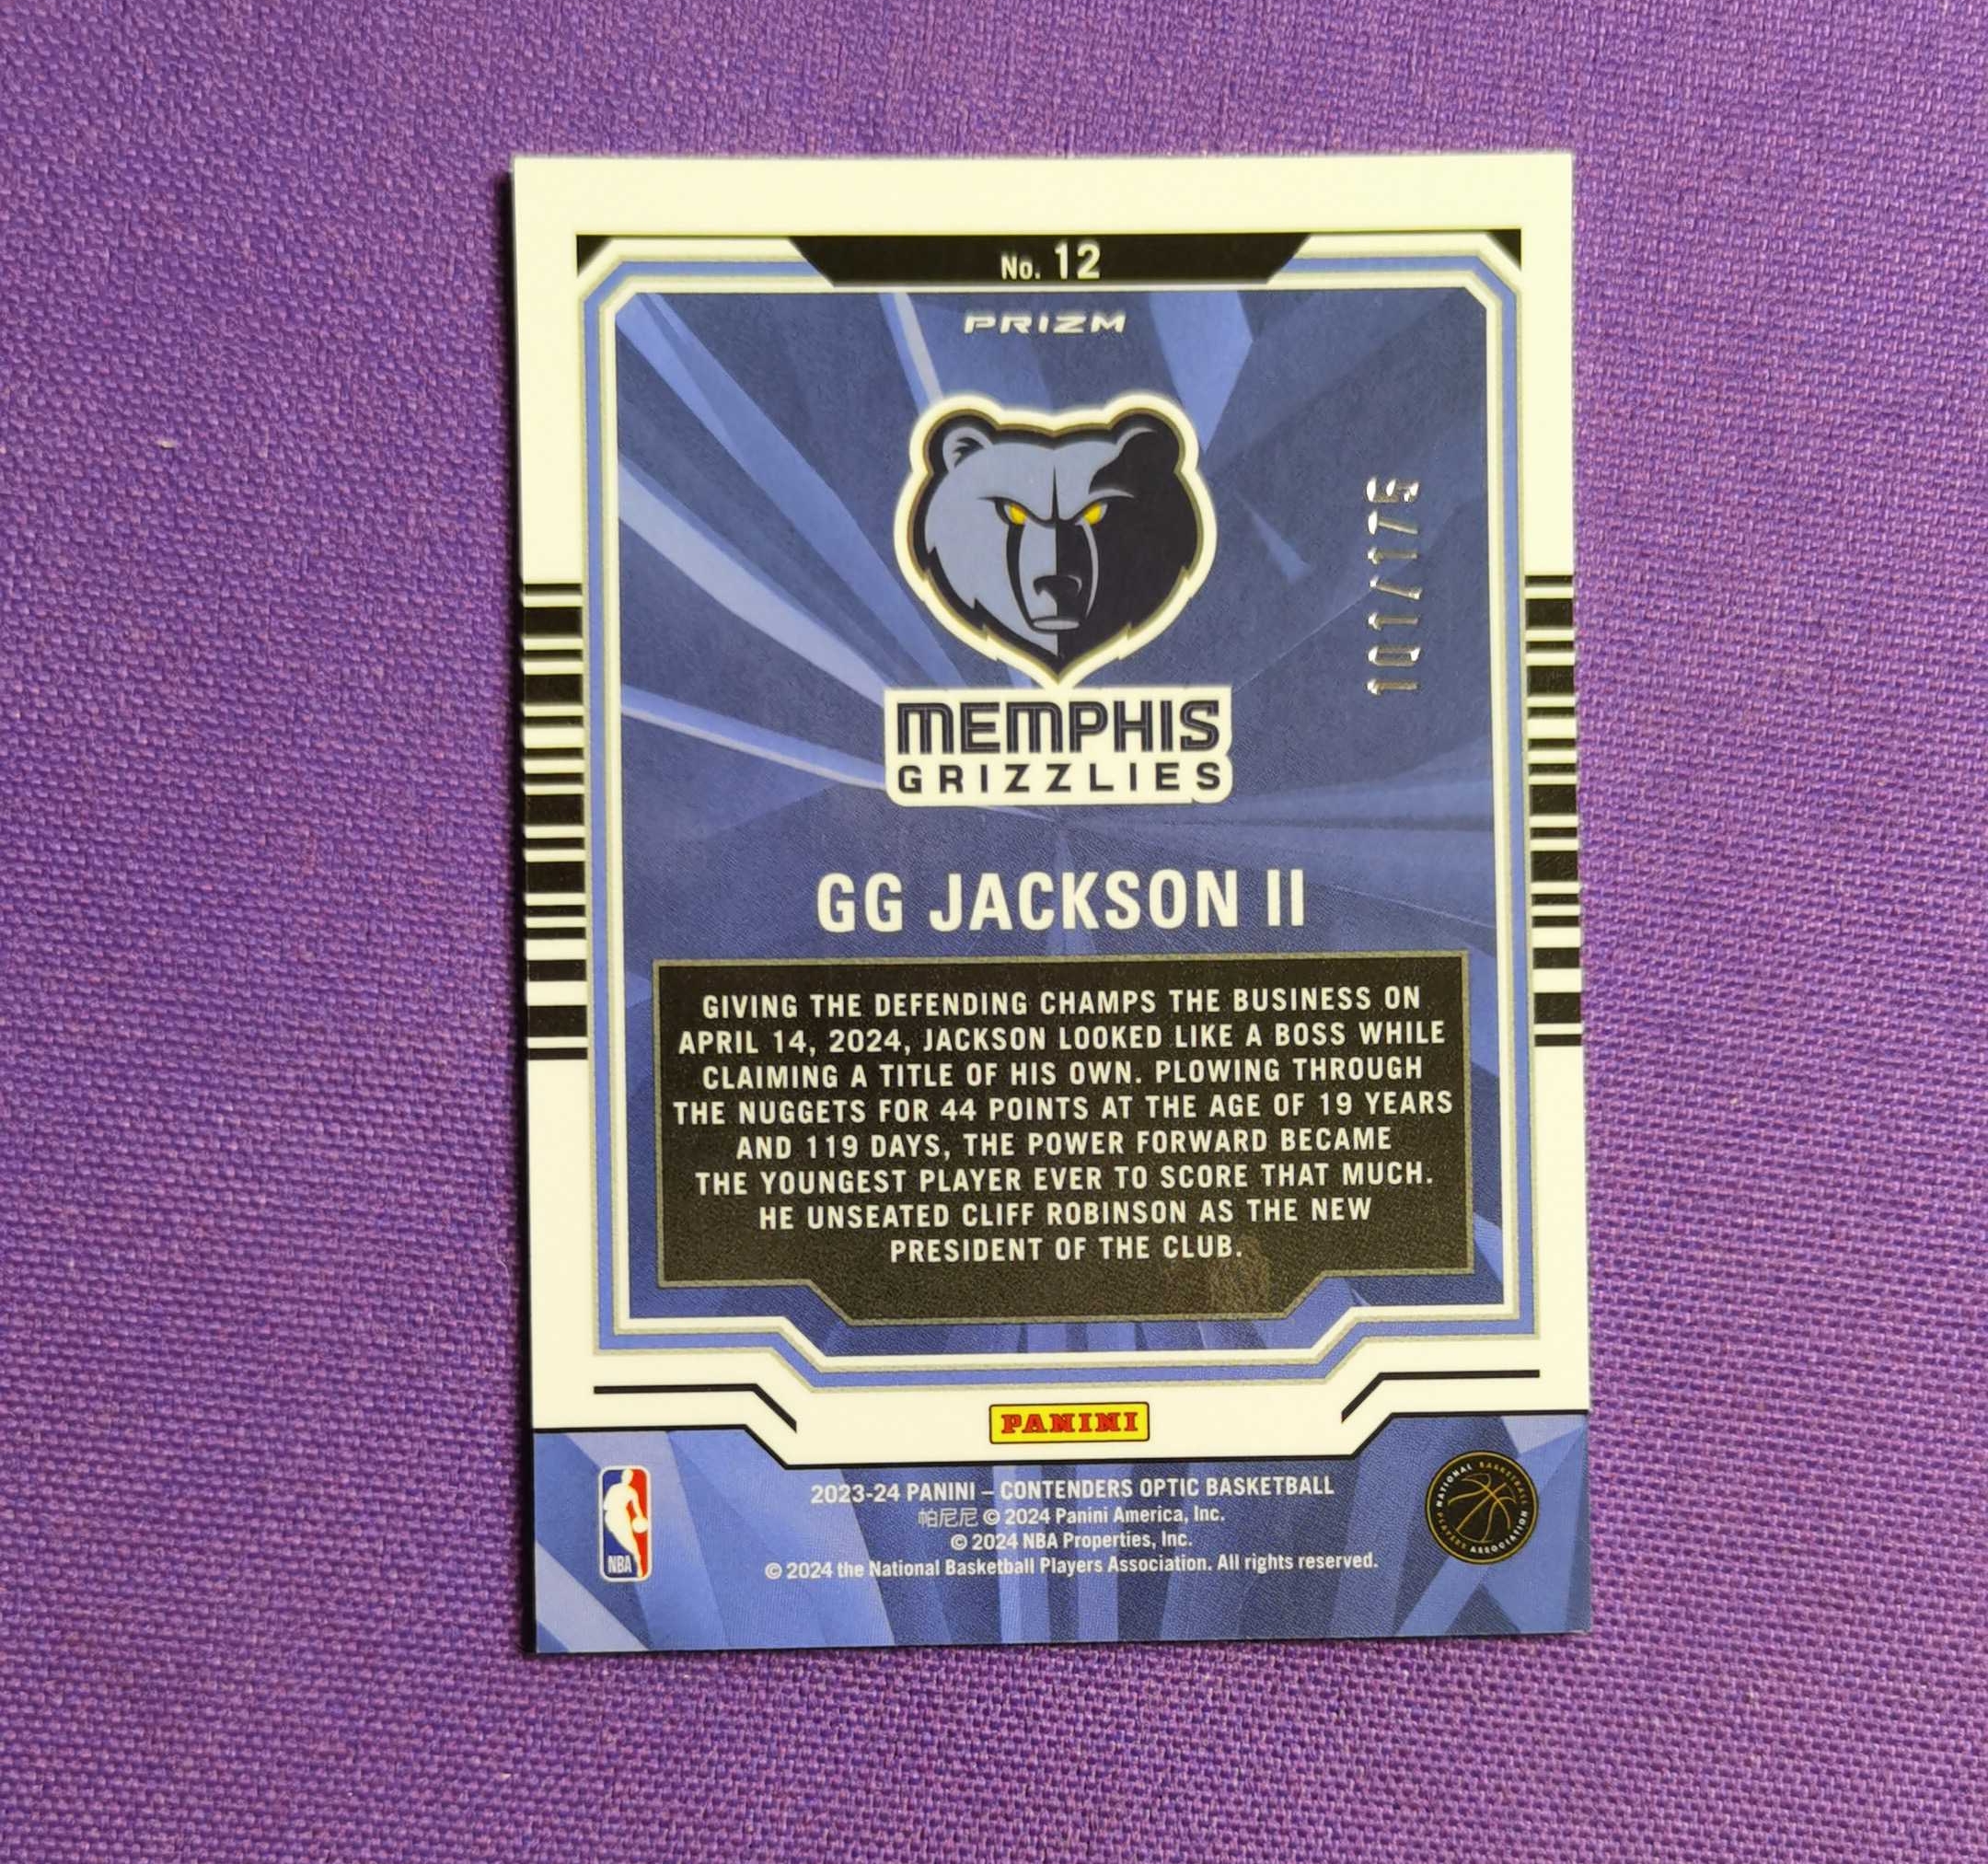 No. 12
PRIZM
101/175
MEMPHIS
GRIZZLIES
GG JACKSON II
GIVING THE DEFENDING CHAMPS THE BUSINESS ON
APRIL 14, 2024, JACKSON LOOKED LIKE A BOSS WHILE
CLAIMING A TITLE OF HIS OWN. PLOWING THROUGH
THE NUGGETS FOR 44 POINTS AT THE AGE OF 19 YEARS
AND 119 DAYS, THE POWER FORWARD BECAME
THE YOUNGEST PLAYER EVER TO SCORE THAT MUCH.
HE UNSEATED CLIFF ROBINSON AS THE NEW
PRESIDENT OF THE CLUB.
PANINI
2023-24 PANINI – CONTENDERS OPTIC BASKETBALL
帕尼尼 © 2024 Panini America, Inc.
© 2024 NBA Properties, Inc.
© 2024 the National Basketball Players Association. All rights reserved.
NBA
NATIONAL BASKETBALL PLAYERS ASSOCIATION